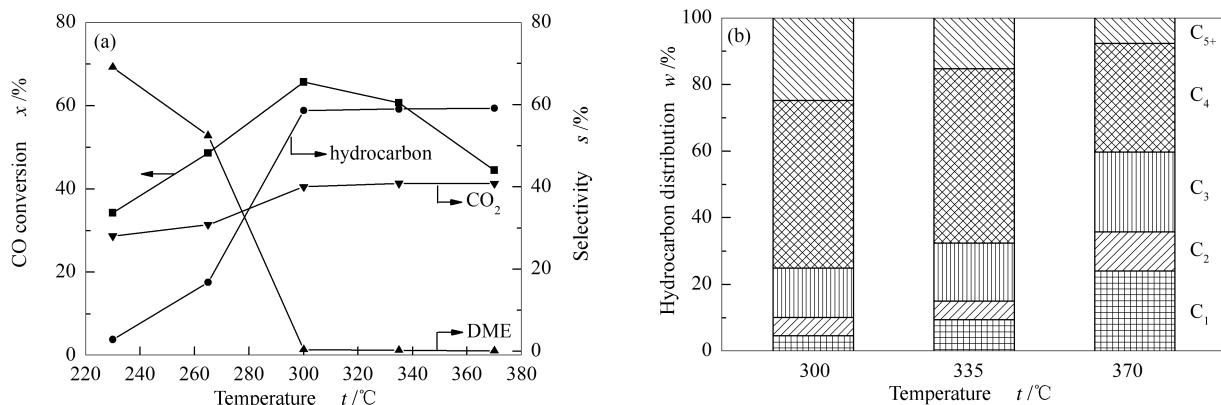 (a)
80
60
40
20
0
CO conversion x /%
80
60
40
20
0
Selectivity s /%
hydrocarbon
CO₂
DME
220 240 260 280 300 320 340 360 380
Temperature t /℃
(b)
100
80
60
40
20
0
Hydrocarbon distribution w /%
C₅₊
C₄
C₃
C₂
C₁
300 335 370
Temperature t /℃